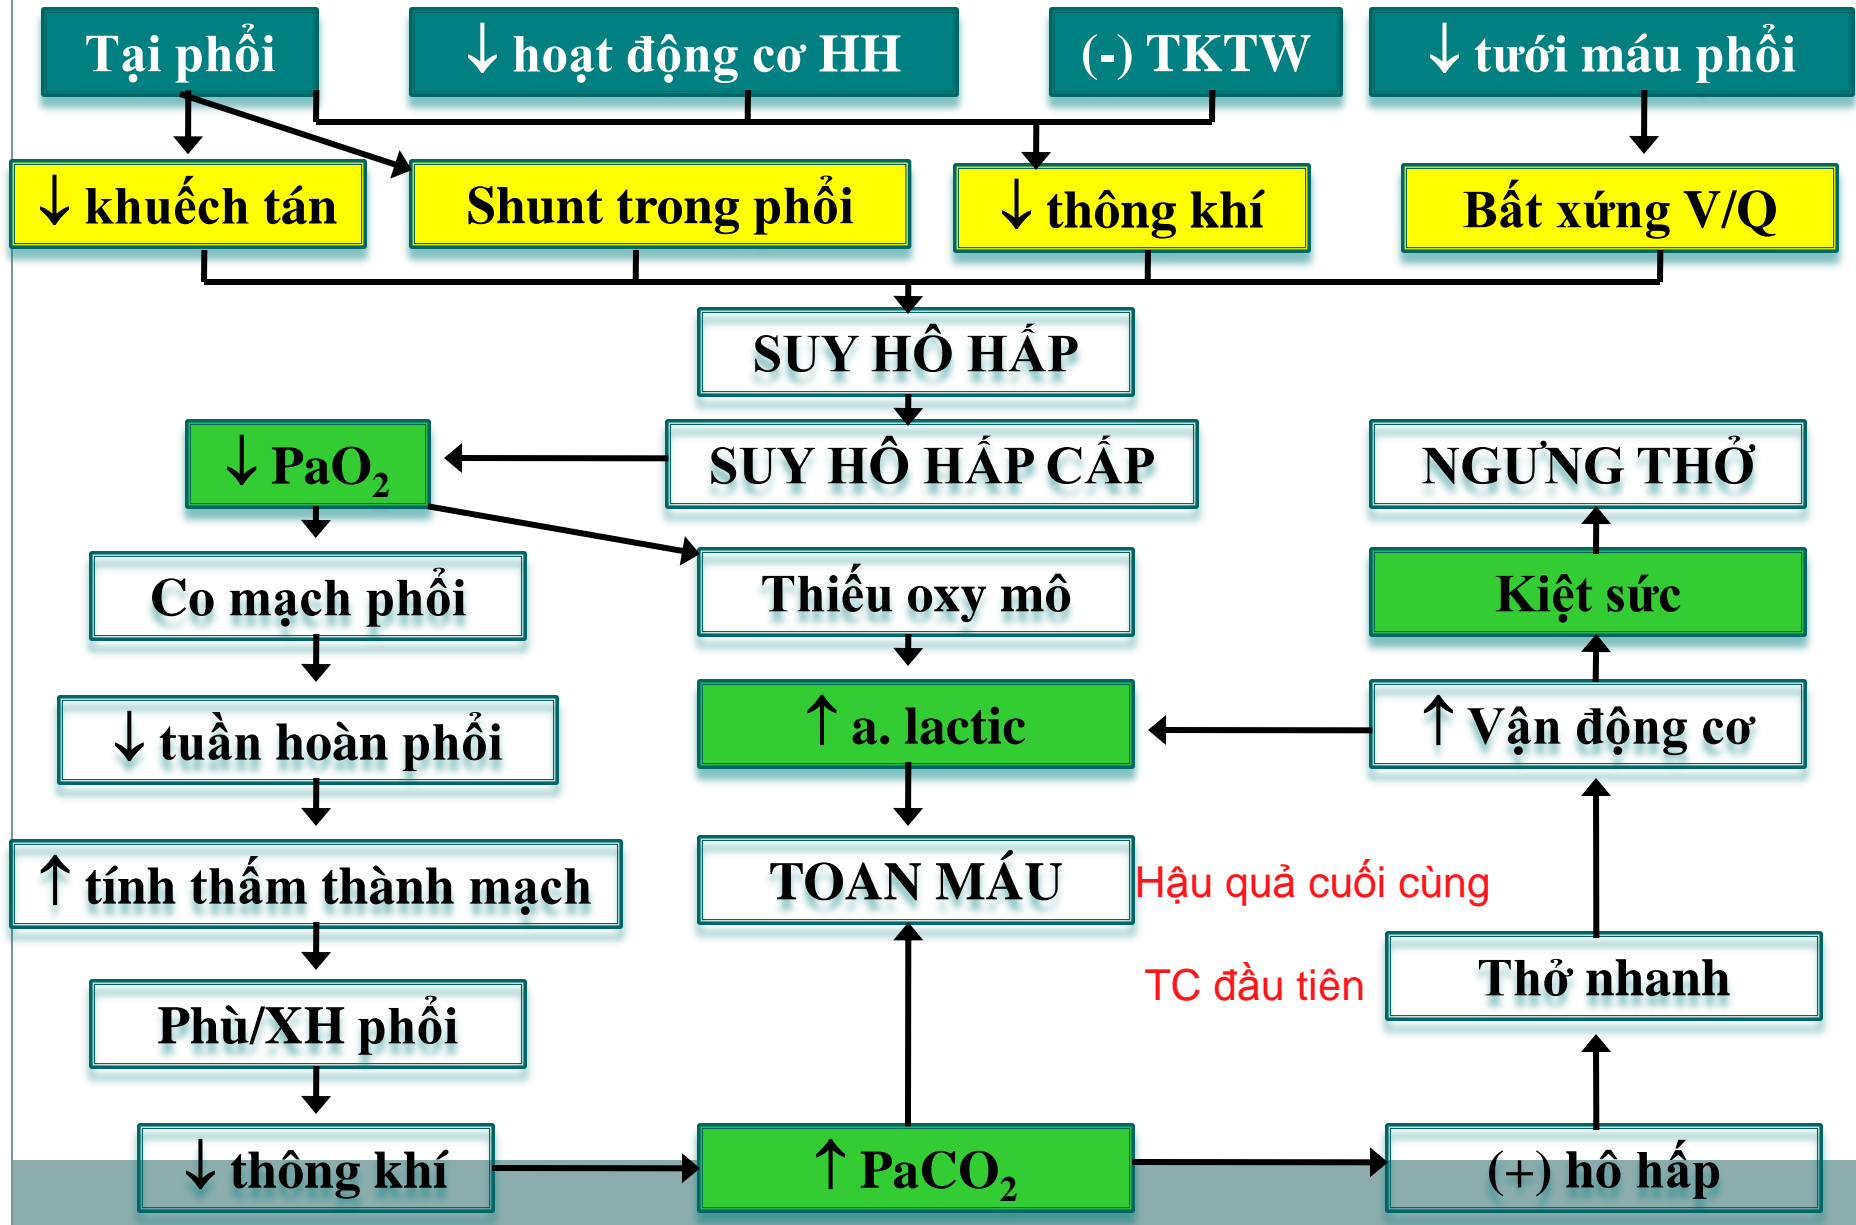 Tại phổi
↓ hoạt động cơ HH
(-) TKTW
↓ tưới máu phổi
↓ khuếch tán
Shunt trong phổi
↓ thông khí
Bất xứng V/Q
SUY HÔ HẤP
↓ PaO₂
SUY HÔ HẤP CẤP
NGƯNG THỞ
Co mạch phổi
Thiếu oxy mô
Kiệt sức
↓ tuần hoàn phổi
↑ a. lactic
↑ Vận động cơ
↑ tính thấm thành mạch
TOAN MÁU
Hậu quả cuối cùng
TC đầu tiên
Thở nhanh
Phù/XH phổi
↓ thông khí
↑ PaCO₂
(+) hô hấp